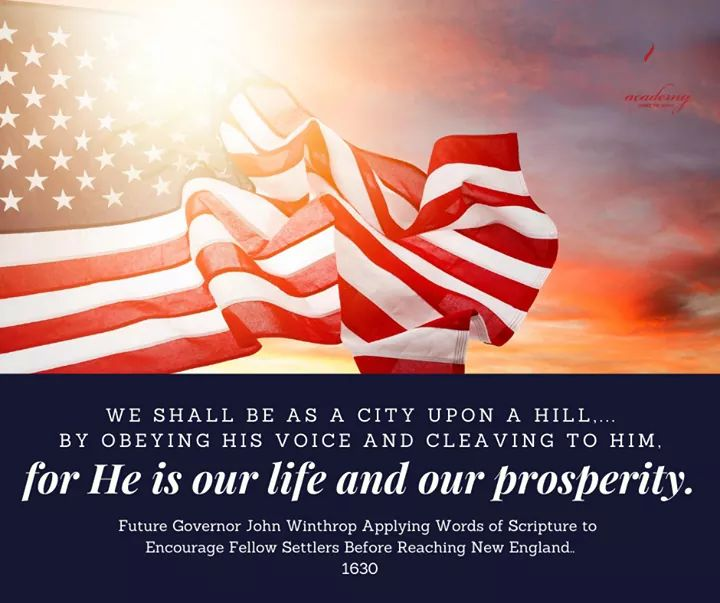 academy
WE SHALL BE AS A CITY UPON A HILL,...
BY OBEYING HIS VOICE AND CLEAVING TO HIM,
for He is our life and our prosperity.
Future Governor John Winthrop Applying Words of Scripture to
Encourage Fellow Settlers Before Reaching New England..
1630